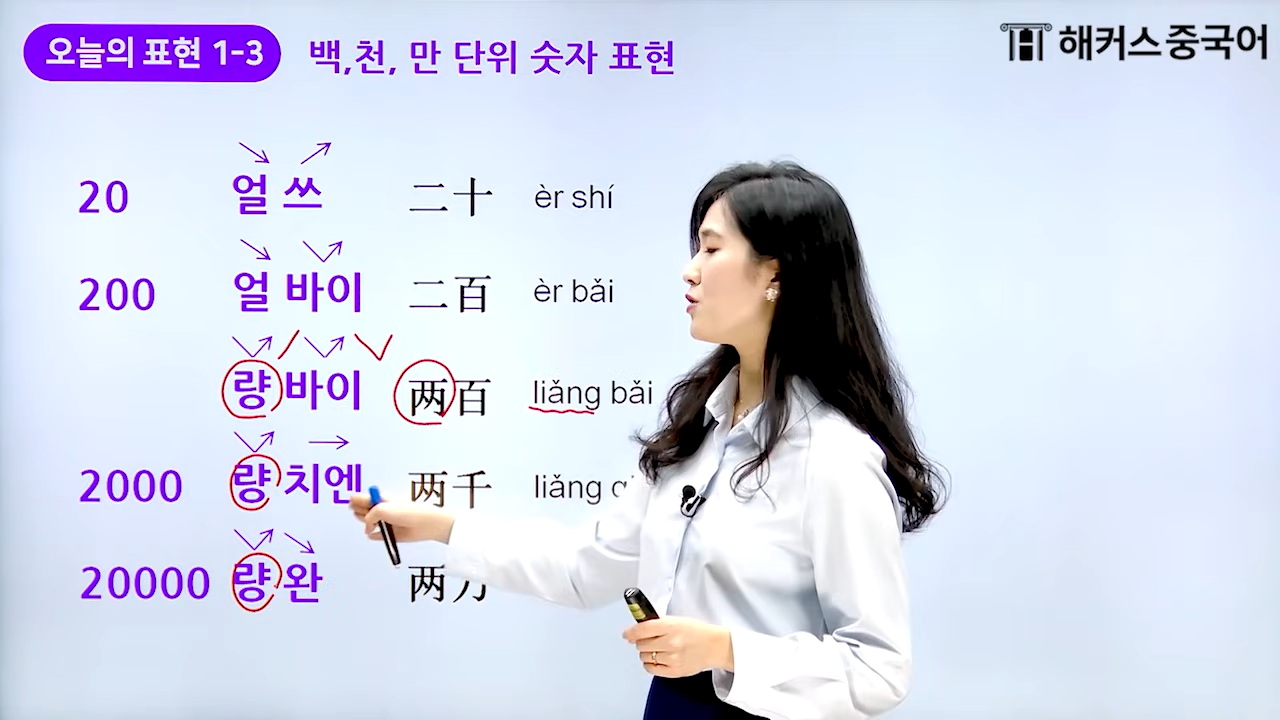 오늘의 표현 1-3 백,천, 만 단위 숫자 표현
해커스중국어
20 얼 쓰 二十 èr shí
200 얼 바이 二百 èr bǎi
량 바이 两百 liǎng bǎi
2000 량 치엔 两千 liǎng
20000 량 완 两万